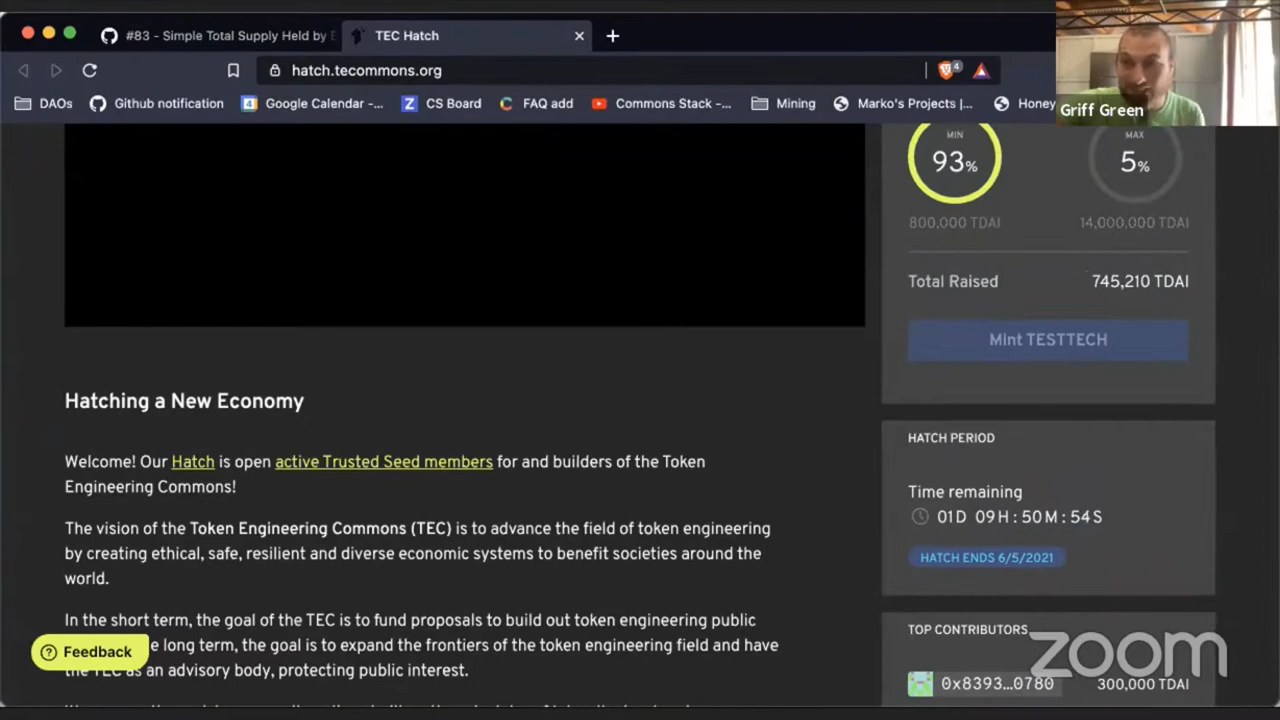 #83 - Simple Total Supply Held by
TEC Hatch
hatch.tecommons.org
4
DAOs
Github notification
Google Calendar -...
CS Board
FAQ add
Commons Stack -...
Mining
Marko's Projects |...
Honey
Griff Green
MIN
93%
800,000 TDAI
MAX
5%
14,000,000 TDAI
Total Raised
745,210 TDAI
Mint TESTTECH
Hatching a New Economy
Welcome! Our Hatch is open active Trusted Seed members for and builders of the Token
Engineering Commons!
The vision of the Token Engineering Commons (TEC) is to advance the field of token engineering
by creating ethical, safe, resilient and diverse economic systems to benefit societies around the
world.
In the short term, the goal of the TEC is to fund proposals to build out token engineering public
long term, the goal is to expand the frontiers of the token engineering field and have
the TEC as an advisory body, protecting public interest.
Feedback
HATCH PERIOD
Time remaining
01D 09H : 50M : 54S
HATCH ENDS 6/5/2021
TOP CONTRIBUTORS
0x8393...0780
300,000 TDAI
zoom